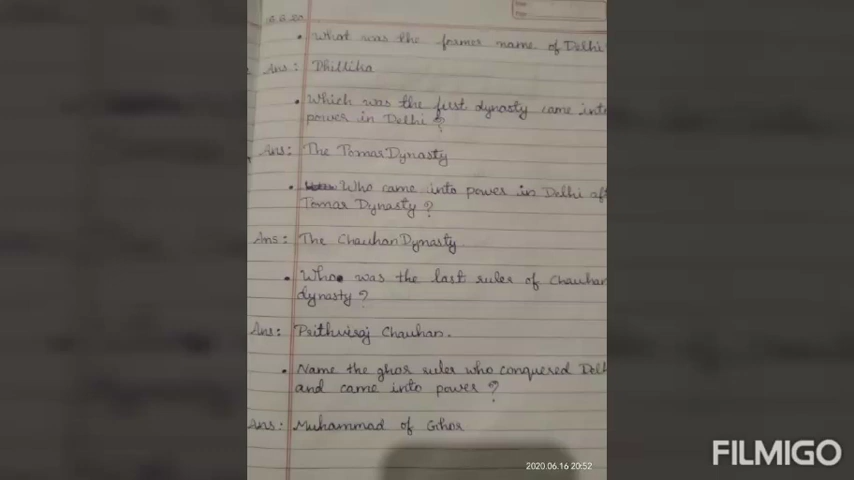 16.6.20
• What was the former name of Delhi
Ans: Dhillika
• Which was the first dynasty came into
power in Delhi ?
Ans: The Tomar Dynasty
• Who came into power in Delhi aft
Tomar Dynasty ?
Ans: The Chauhan Dynasty
• Who was the last ruler of Chauhan
dynasty ?
Ans: Prithviraj Chauhan.
• Name the ghor ruler who conquered Delh
and came into power ?
Ans: Muhammad of Ghor
2020.06.16 20:52
FILMIGO